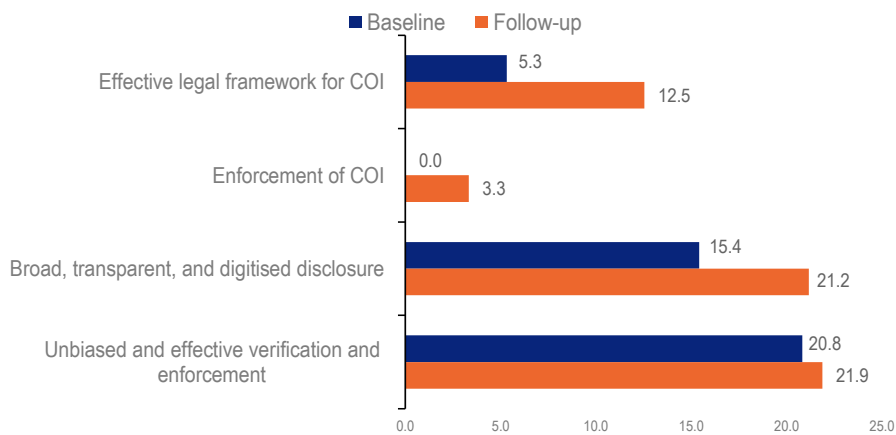 Baseline Follow-up
Effective legal framework for COI
5.3
12.5
Enforcement of COI
0.0
3.3
Broad, transparent, and digitised disclosure
15.4
21.2
Unbiased and effective verification and
enforcement
20.8
21.9
0.0 5.0 10.0 15.0 20.0 25.0